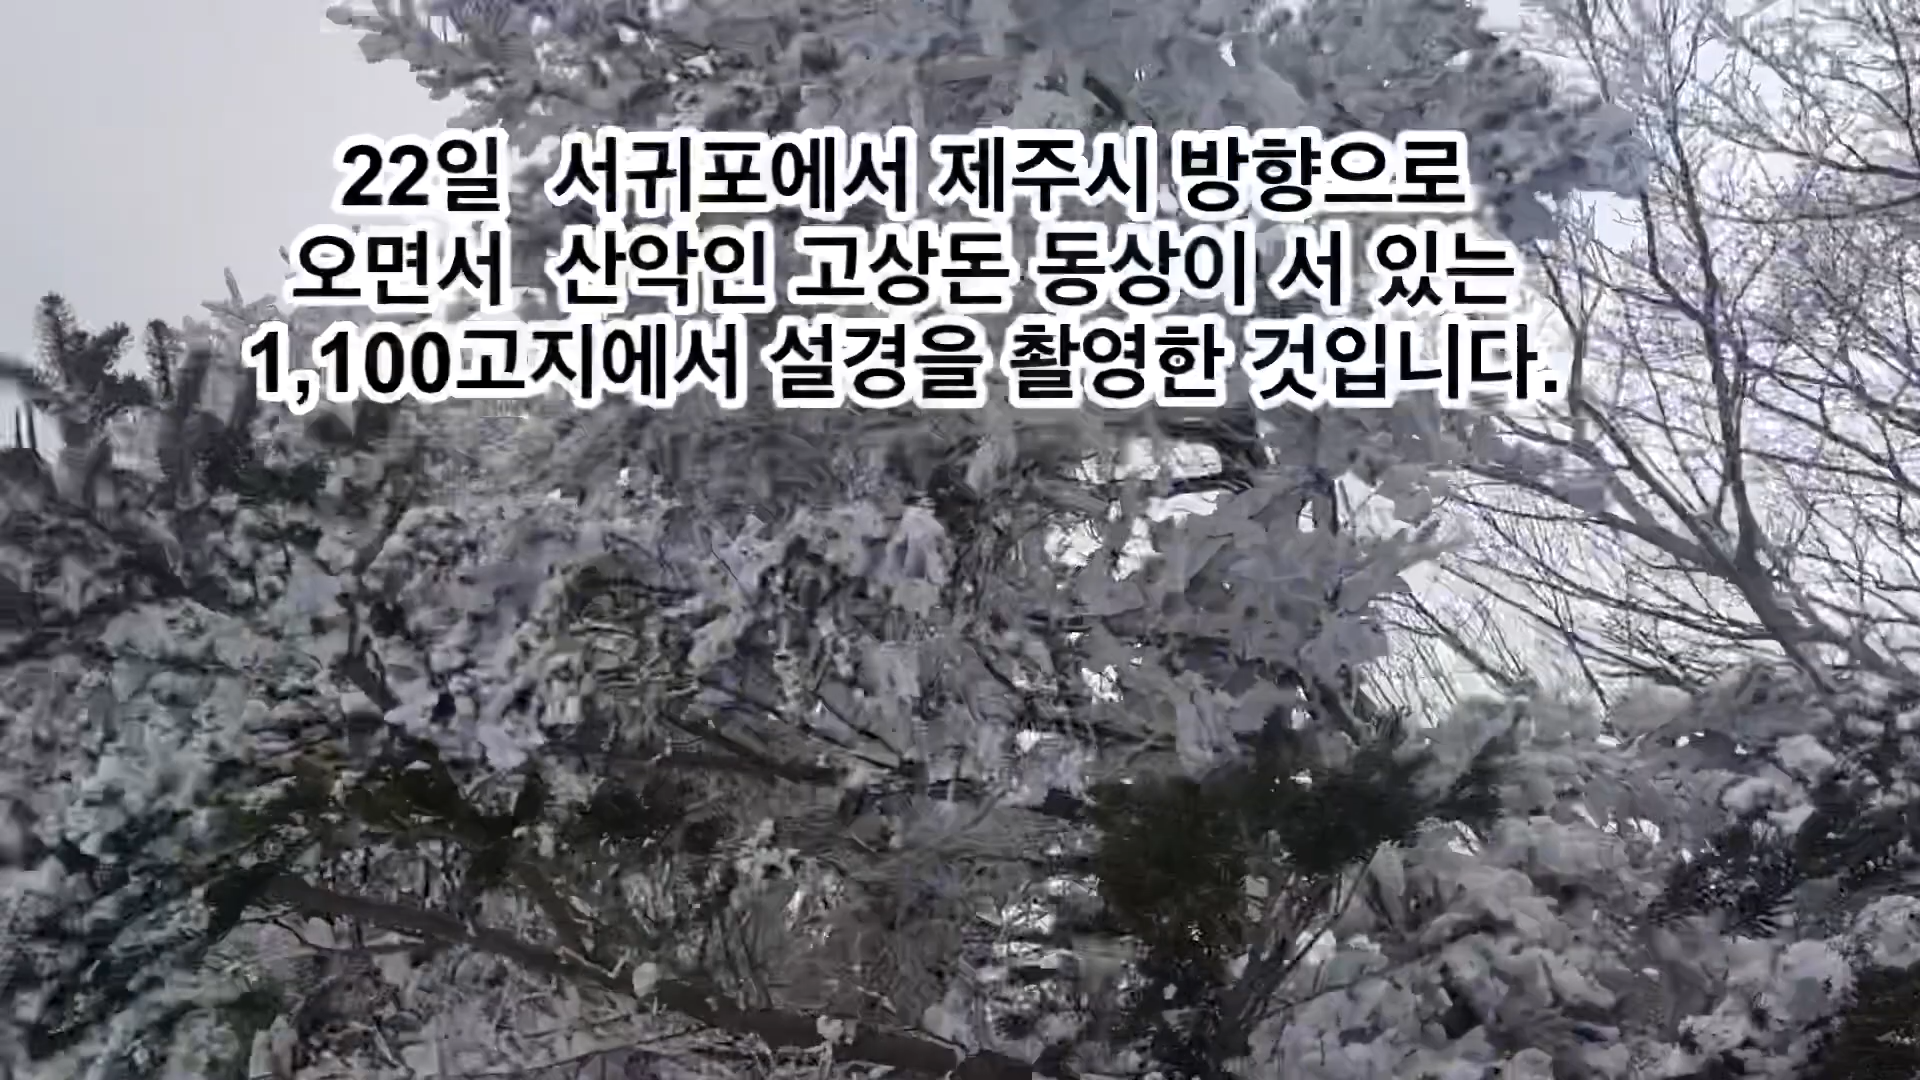 22일 서귀포에서 제주시 방향으로
오면서 산악인 고상돈 동상이 서 있는
1,100고지에서 설경을 촬영한 것입니다.